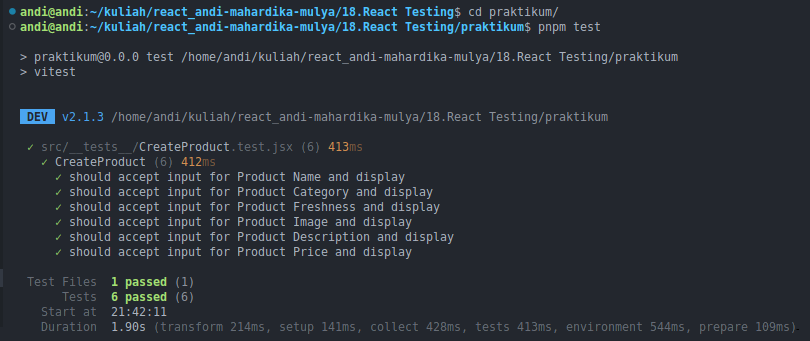 andi@andi:~/kuliah/react_andi-mahardika-mulya/18.React Testing$ cd praktikum/
andi@andi:~/kuliah/react_andi-mahardika-mulya/18.React Testing/praktikum$ pnpm test
> praktikum@0.0.0 test /home/andi/kuliah/react_andi-mahardika-mulya/18.React Testing/praktikum
> vitest
DEV v2.1.3 /home/andi/kuliah/react_andi-mahardika-mulya/18.React Testing/praktikum
✓ src/__tests__/CreateProduct.test.jsx (6) 413ms
✓ CreateProduct (6) 412ms
✓ should accept input for Product Name and display
✓ should accept input for Product Category and display
✓ should accept input for Product Freshness and display
✓ should accept input for Product Image and display
✓ should accept input for Product Description and display
✓ should accept input for Product Price and display
Test Files 1 passed (1)
Tests 6 passed (6)
Start at 21:42:11
Duration 1.90s (transform 214ms, setup 141ms, collect 428ms, tests 413ms, environment 544ms, prepare 109ms)